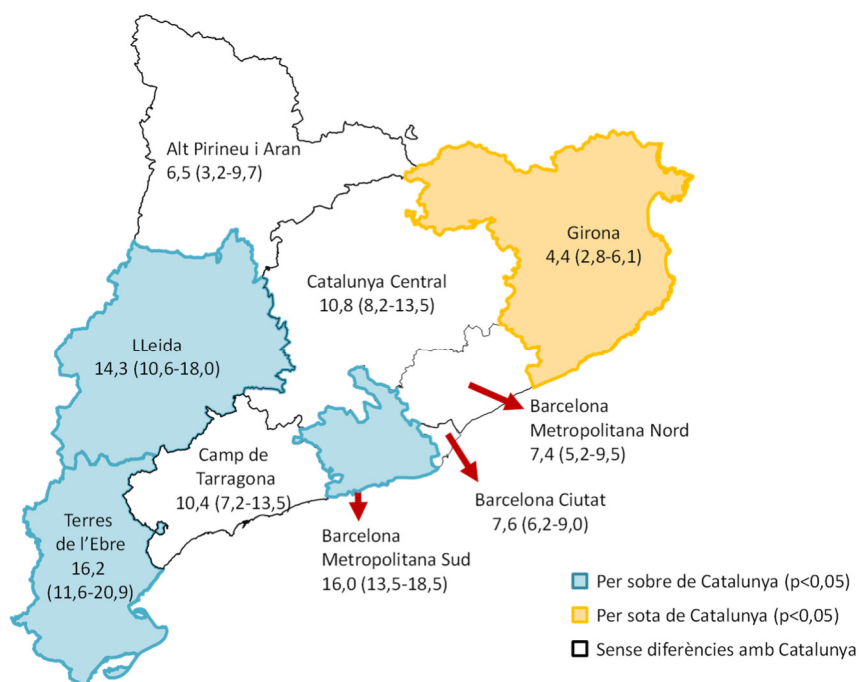 Alt Pirineu i Aran
6,5 (3,2-9,7)
Girona
4,4 (2,8-6,1)
Catalunya Central
10,8 (8,2-13,5)
LLeida
14,3 (10,6-18,0)
Barcelona
Metropolitana Nord
7,4 (5,2-9,5)
Camp de
Tarragona
10,4 (7,2-13,5)
Barcelona Ciutat
7,6 (6,2-9,0)
Terres
de l'Ebre
16,2
(11,6-20,9)
Barcelona
Metropolitana Sud
16,0 (13,5-18,5)
Per sobre de Catalunya (p<0,05)
Per sota de Catalunya (p<0,05)
Sense diferències amb Catalunya